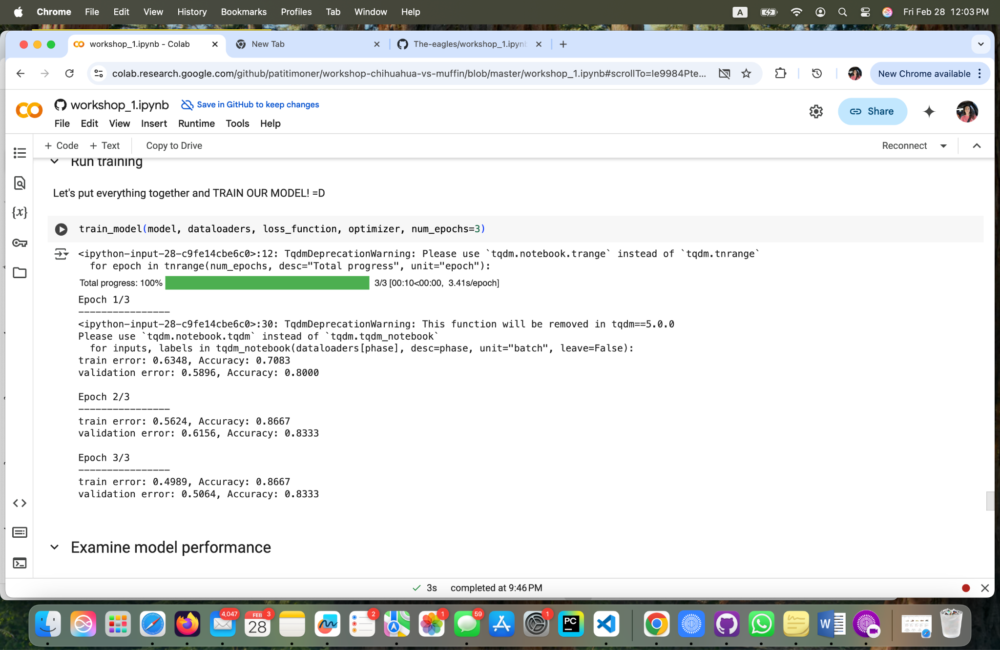 Chrome File Edit View History Bookmarks Profiles Tab Window Help A Fri Feb 28 12:03 PM
workshop_1.ipynb - Colab New Tab The-eagles/workshop_1.ipynb
colab.research.google.com/github/patitimoner/workshop-chihuahua-vs-muffin/blob/master/workshop_1.ipynb#scrollTo=Ie9984Pte... New Chrome available
workshop_1.ipynb Save in GitHub to keep changes
Share
File Edit View Insert Runtime Tools Help
+ Code + Text Copy to Drive Reconnect
Run training
Let's put everything together and TRAIN OUR MODEL! =D
train_model(model, dataloaders, loss_function, optimizer, num_epochs=3)
<ipython-input-28-c9fe14cbe6c0>:12: TqdmDeprecationWarning: Please use `tqdm.notebook.trange` instead of `tqdm.tnrange`
for epoch in tnrange(num_epochs, desc="Total progress", unit="epoch"):
Total progress: 100% 3/3 [00:10<00:00, 3.41s/epoch]
Epoch 1/3
----------------
<ipython-input-28-c9fe14cbe6c0>:30: TqdmDeprecationWarning: This function will be removed in tqdm==5.0.0
Please use `tqdm.notebook.tqdm` instead of `tqdm.tqdm_notebook`
for inputs, labels in tqdm_notebook(dataloaders[phase], desc=phase, unit="batch", leave=False):
train error: 0.6348, Accuracy: 0.7083
validation error: 0.5896, Accuracy: 0.8000
Epoch 2/3
----------------
train error: 0.5624, Accuracy: 0.8667
validation error: 0.6156, Accuracy: 0.8333
Epoch 3/3
----------------
train error: 0.4989, Accuracy: 0.8667
validation error: 0.5064, Accuracy: 0.8333
Examine model performance
3s completed at 9:46 PM
4,047 FEB 3 2 1 59 1
28 PC W